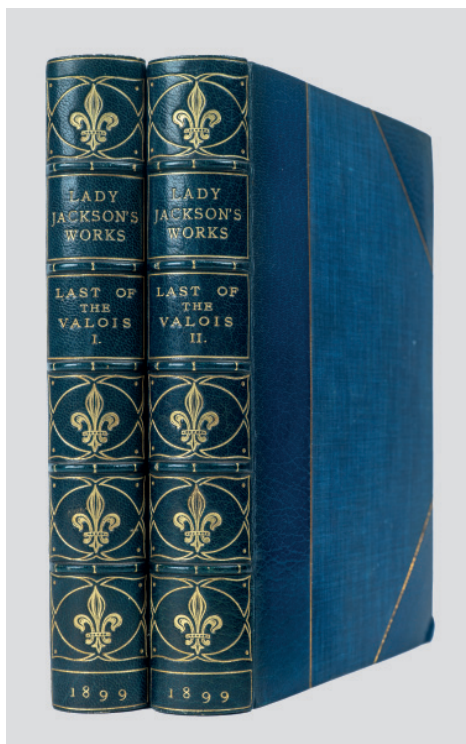 LADY
JACKSON'S
WORKS
LAST OF
THE
VALOIS
I.
1899
LADY
JACKSON'S
WORKS
LAST OF
THE
VALOIS
II.
1899